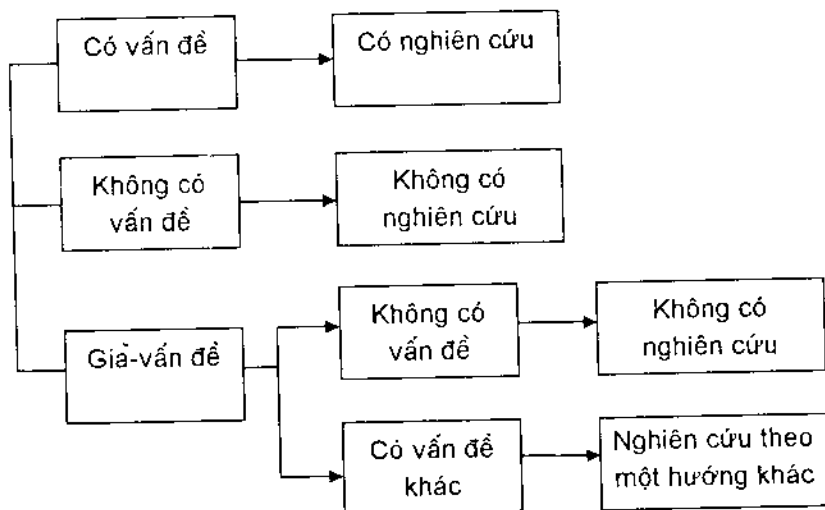 Có vấn đề
Có nghiên cứu
Không có
vấn đề
Không có
nghiên cứu
Giả-vấn đề
Không có
vấn đề
Không có
nghiên cứu
Có vấn đề
khác
Nghiên cứu theo
một hướng khác